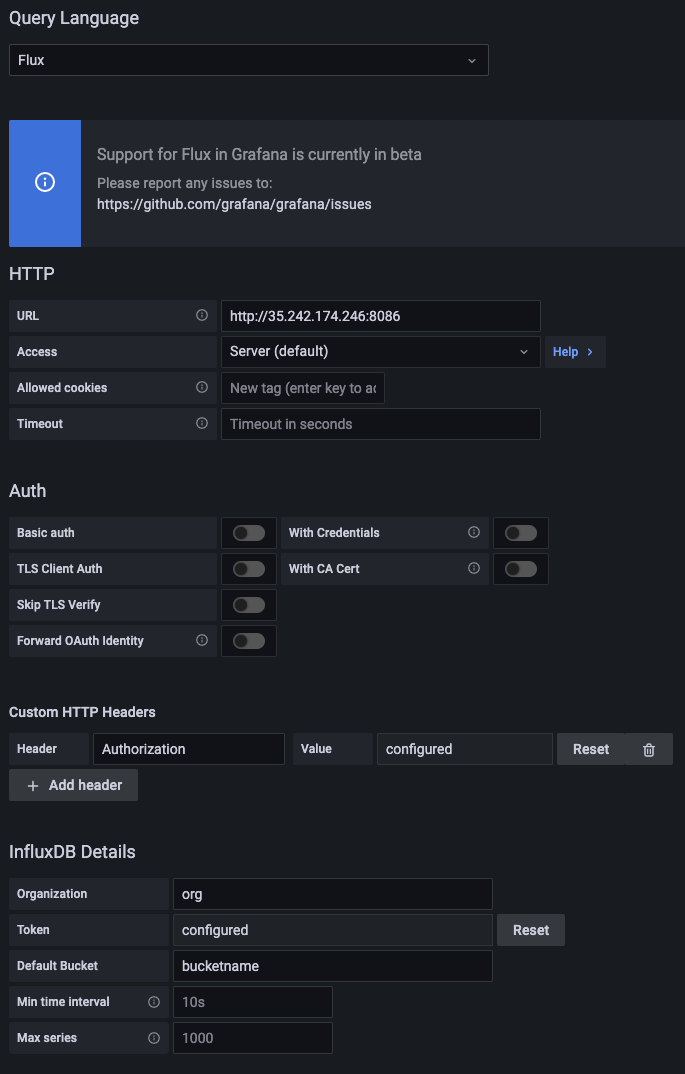 Query Language
Flux
Support for Flux in Grafana is currently in beta
Please report any issues to:
https://github.com/grafana/grafana/issues
HTTP
URL http://35.242.174.246:8086
Access Server (default) Help
Allowed cookies New tag (enter key to ac
Timeout Timeout in seconds
Auth
Basic auth With Credentials
TLS Client Auth With CA Cert
Skip TLS Verify
Forward OAuth Identity
Custom HTTP Headers
Header Authorization Value configured Reset
Add header
InfluxDB Details
Organization org
Token configured Reset
Default Bucket bucketname
Min time interval 10s
Max series 1000